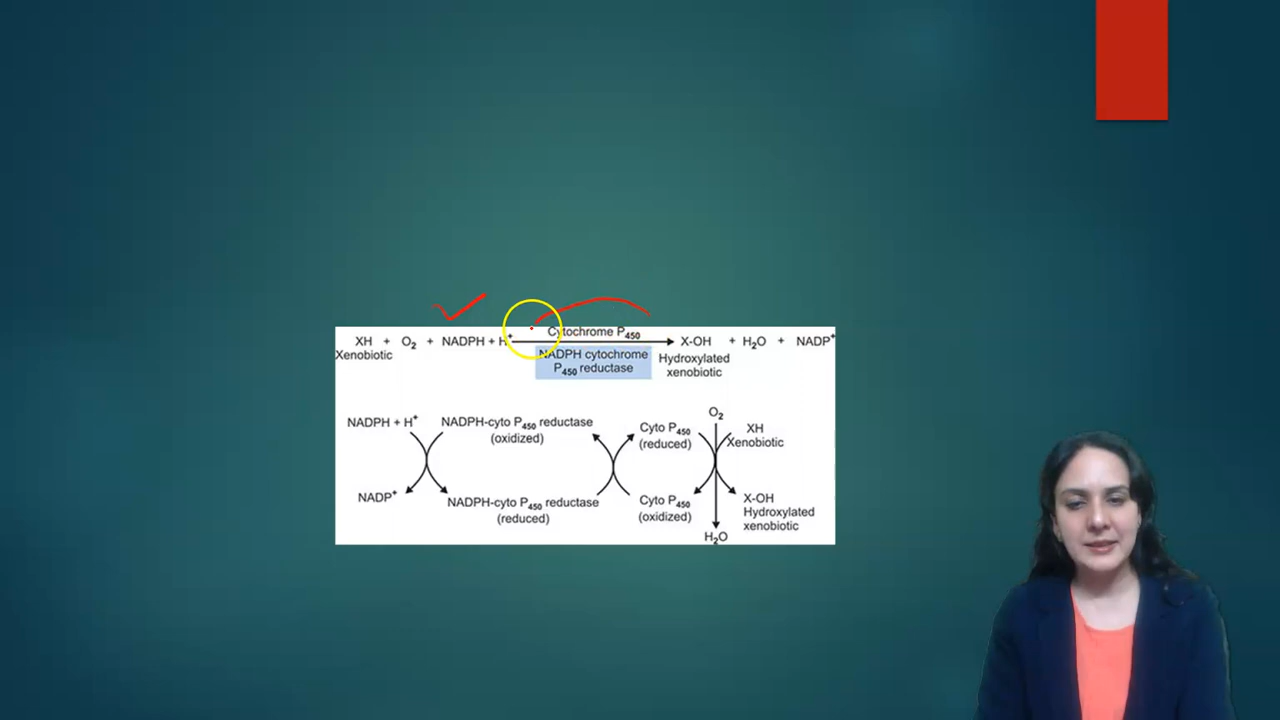 Cytochrome P450
XH + O2 + NADPH + H+ X-OH + H2O + NADP+
Xenobiotic NADPH cytochrome Hydroxylated
P450 reductase xenobiotic
O2
NADPH + H+ NADPH-cyto P450 reductase Cyto P450 XH
(oxidized) (reduced) Xenobiotic
NADP+ NADPH-cyto P450 reductase Cyto P450 X-OH
(reduced) (oxidized) Hydroxylated
xenobiotic
H2O